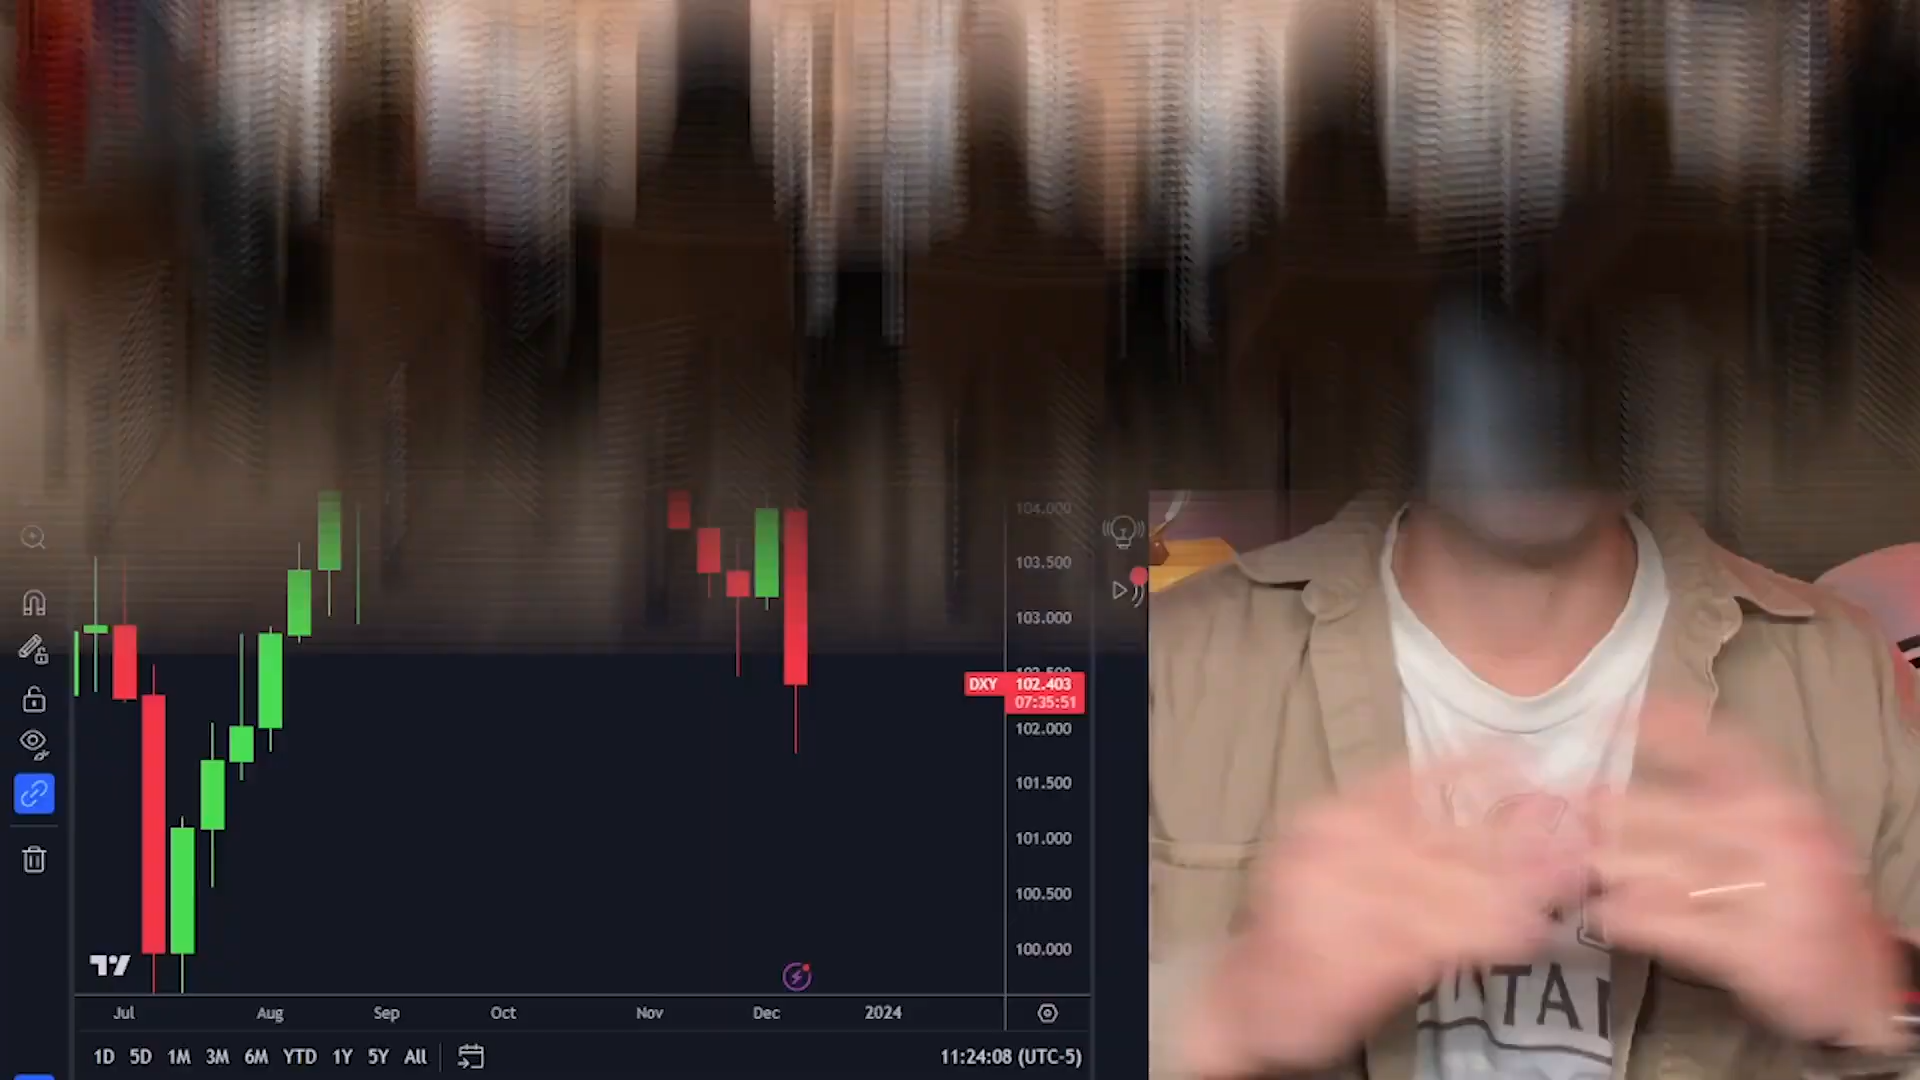 104.000
103.500
103.000
DXY 102.403
07:35:51
102.000
101.500
101.000
100.500
100.000
Jul Aug Sep Oct Nov Dec 2024
1D 5D 1M 3M 6M YTD 1Y 5Y All
11:24:08 (UTC-5)